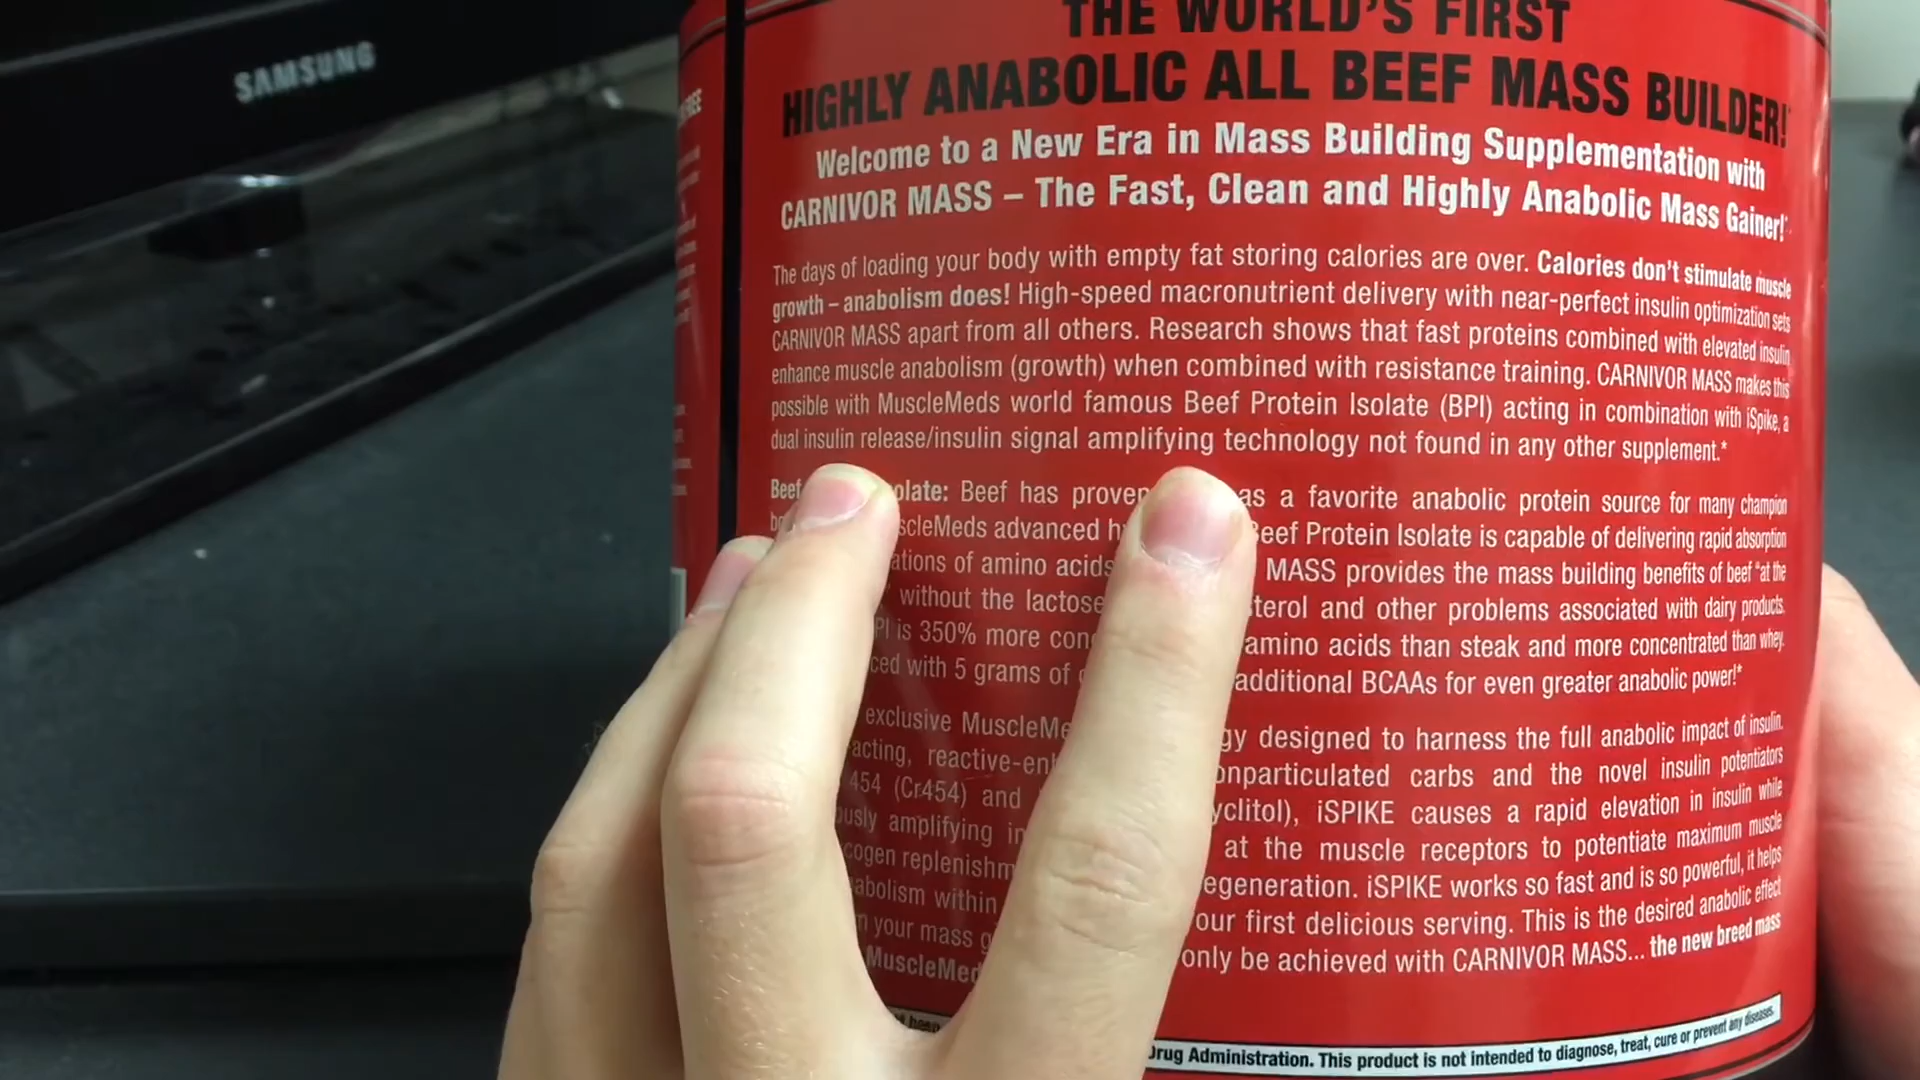 SAMSUNG
THE WORLD'S FIRST
HIGHLY ANABOLIC ALL BEEF MASS BUILDER!
Welcome to a New Era in Mass Building Supplementation with
CARNIVOR MASS – The Fast, Clean and Highly Anabolic Mass Gainer!
The days of loading your body with empty fat storing calories are over. Calories don't stimulate muscle
growth – anabolism does! High-speed macronutrient delivery with near-perfect insulin optimization sets
CARNIVOR MASS apart from all others. Research shows that fast proteins combined with elevated insulin
enhance muscle anabolism (growth) when combined with resistance training. CARNIVOR MASS makes this
possible with MuscleMeds world famous Beef Protein Isolate (BPI) acting in combination with iSpike, a
dual insulin release/insulin signal amplifying technology not found in any other supplement.*
Beef olate: Beef has proven as a favorite anabolic protein source for many champion
scleMeds advanced h Beef Protein Isolate is capable of delivering rapid absorption
ations of amino acids MASS provides the mass building benefits of beef "at the
without the lactose sterol and other problems associated with dairy products.
PI is 350% more con amino acids than steak and more concentrated than whey.
ced with 5 grams of additional BCAAs for even greater anabolic power!*
exclusive MuscleMe gy designed to harness the full anabolic impact of insulin.
-acting, reactive-enh onparticulated carbs and the novel insulin potentiators
454 (Cr454) and yclitol), iSPIKE causes a rapid elevation in insulin while
ously amplifying in at the muscle receptors to potentiate maximum muscle
cogen replenishm egeneration. iSPIKE works so fast and is so powerful, it helps
abolism within our first delicious serving. This is the desired anabolic effect
your mass g only be achieved with CARNIVOR MASS... the new breed mass
MuscleMed
Drug Administration. This product is not intended to diagnose, treat, cure or prevent any diseases.